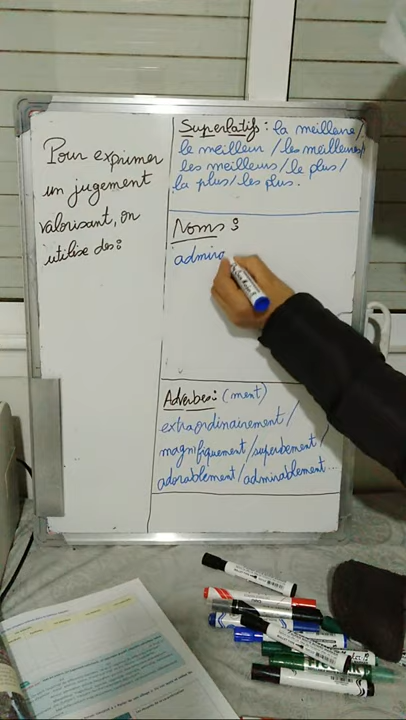 Pour exprimer
un jugement
valorisant, on
utilise des :
Superlatifs : la meilleure/
le meilleur / les meilleures/
les meilleurs / le plus /
la plus / les plus.
Noms :
admira
Adverbes : (ment)
extraordinairement /
magnifiquement / superbement /
adorablement / admirablement...